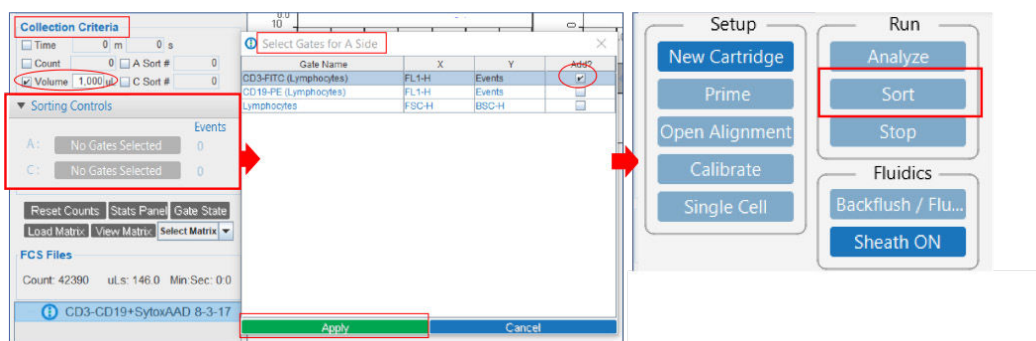 Collection Criteria
Time 0 m 0 s
Count 0 A Sort # 0
Volume 1,000 uL C Sort # 0
Sorting Controls
Events
A: No Gates Selected 0
C: No Gates Selected 0
Reset Counts Stats Panel Gate State
Load Matrix View Matrix Select Matrix
FCS Files
Count: 42390 uLs: 146.0 Min:Sec: 0:0
CD3-CD19+SytoxAAD 8-3-17
0.0
10
Select Gates for A Side
Gate Name X Y Add?
CD3-FITC (Lymphocytes) FL1-H Events
CD19-PE (Lymphocytes) FL1-H Events
Lymphocytes FSC-H BSC-H
Apply Cancel
Setup
New Cartridge
Prime
Open Alignment
Calibrate
Single Cell
Run
Analyze
Sort
Stop
Fluidics
Backflush / Flu...
Sheath ON